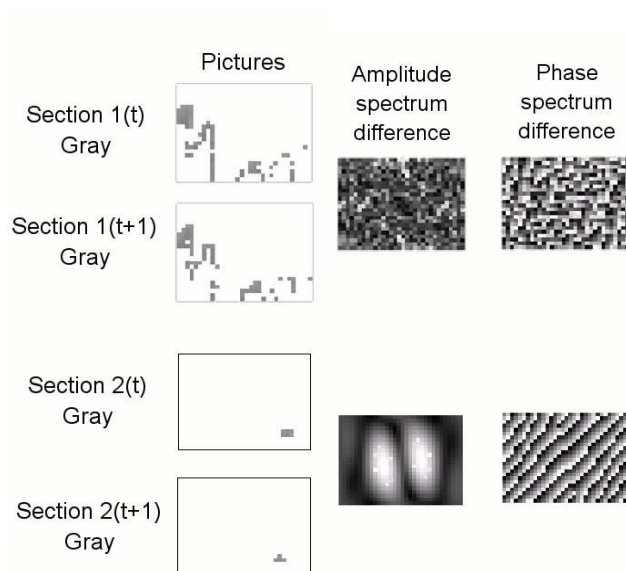 Pictures
Amplitude
spectrum
difference
Phase
spectrum
difference
Section 1(t)
Gray
Section 1(t+1)
Gray
Section 2(t)
Gray
Section 2(t+1)
Gray